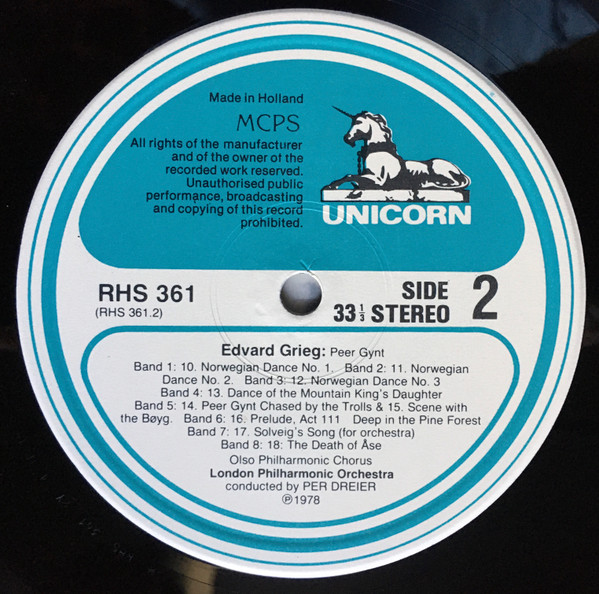 Made in Holland
MCPS
All rights of the manufacturer
and of the owner of the
recorded work reserved.
Unauthorised public
performance, broadcasting
and copying of this record
prohibited.
UNICORN
RHS 361
(RHS 361.2)
SIDE 2
33 1/3 STEREO
Edvard Grieg: Peer Gynt
Band 1: 10. Norwegian Dance No. 1. Band 2: 11. Norwegian
Dance No. 2. Band 3: 12. Norwegian Dance No. 3
Band 4: 13. Dance of the Mountain King's Daughter
Band 5: 14. Peer Gynt Chased by the Trolls & 15. Scene with
the Bøyg. Band 6: 16. Prelude, Act 111 Deep in the Pine Forest
Band 7: 17. Solveig's Song (for orchestra)
Band 8: 18: The Death of Åse
Olso Philharmonic Chorus
London Philharmonic Orchestra
conducted by PER DREIER
℗1978